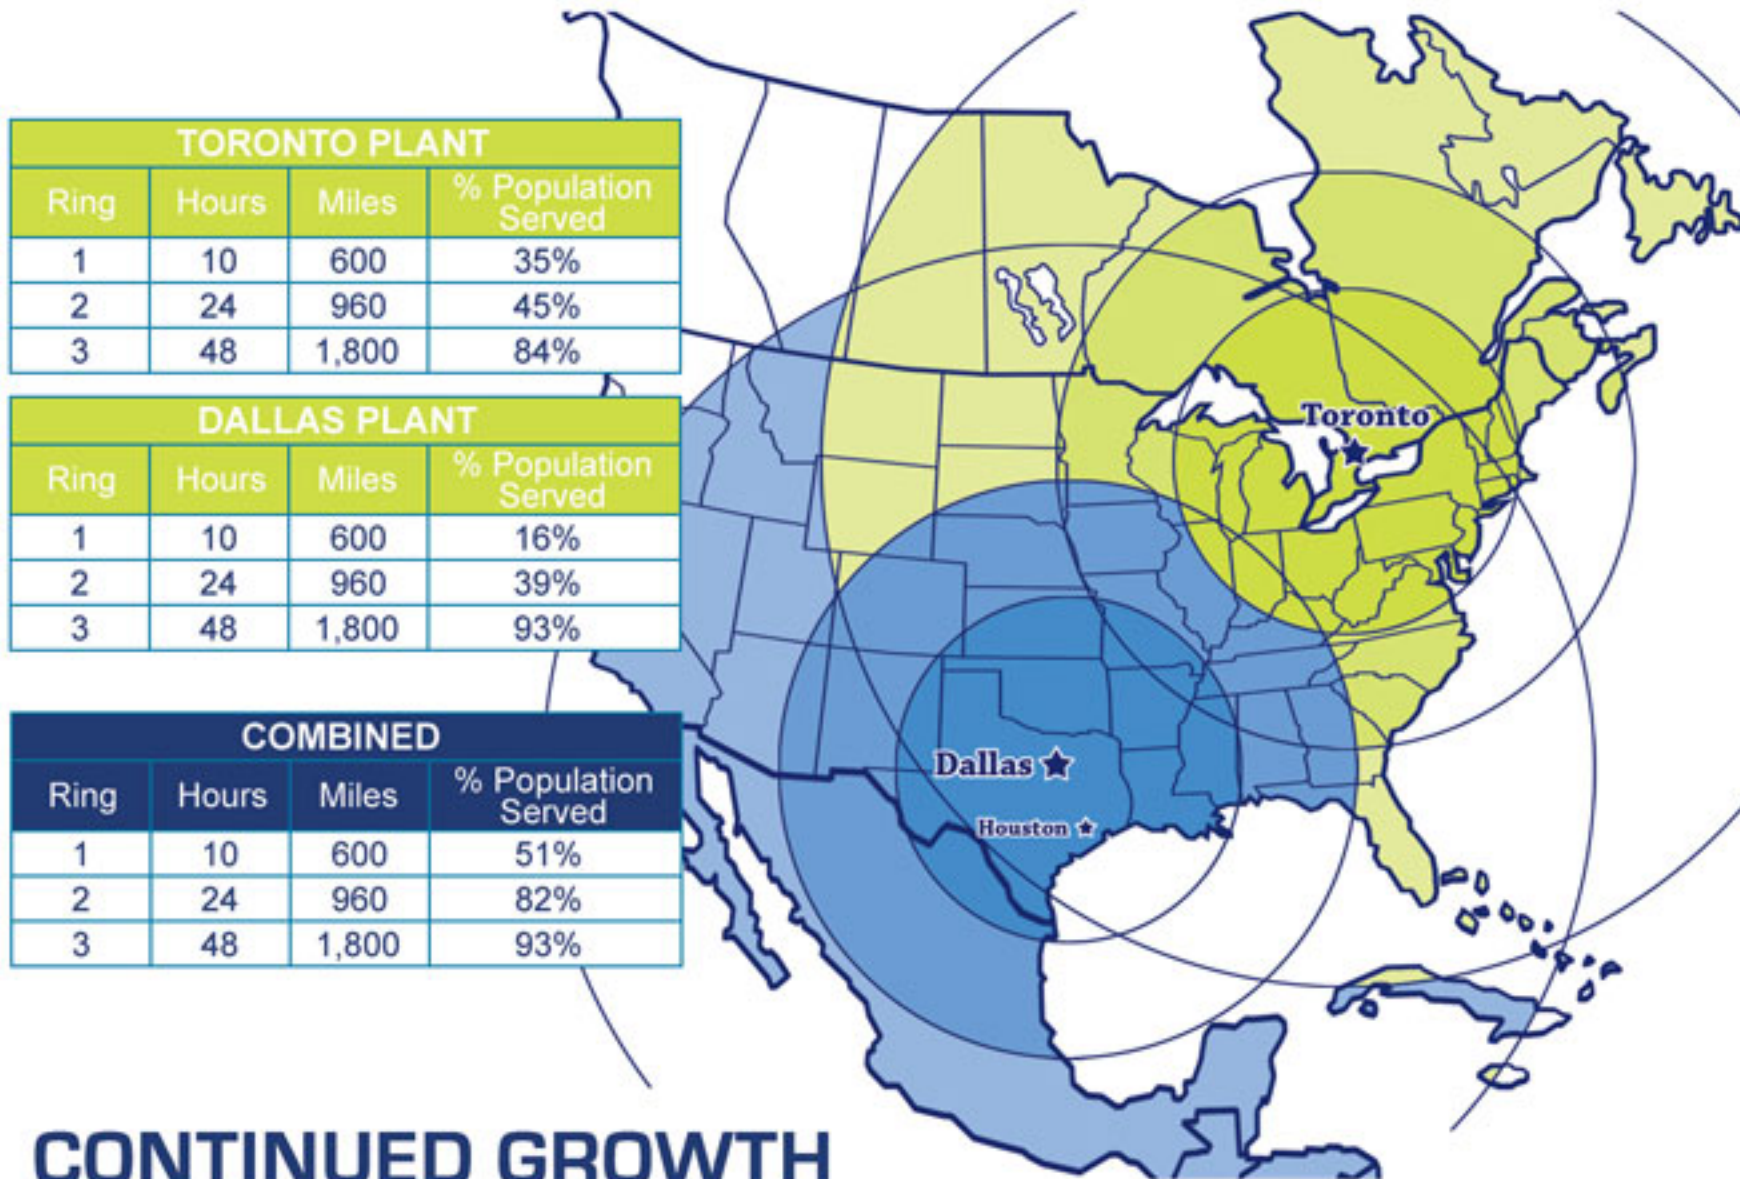 TORONTO PLANT
Ring Hours Miles % Population Served
1 10 600 35%
2 24 960 45%
3 48 1,800 84%
DALLAS PLANT
Ring Hours Miles % Population Served
1 10 600 16%
2 24 960 39%
3 48 1,800 93%
COMBINED
Ring Hours Miles % Population Served
1 10 600 51%
2 24 960 82%
3 48 1,800 93%
Toronto
Dallas
Houston
CONTINUED GROWTH